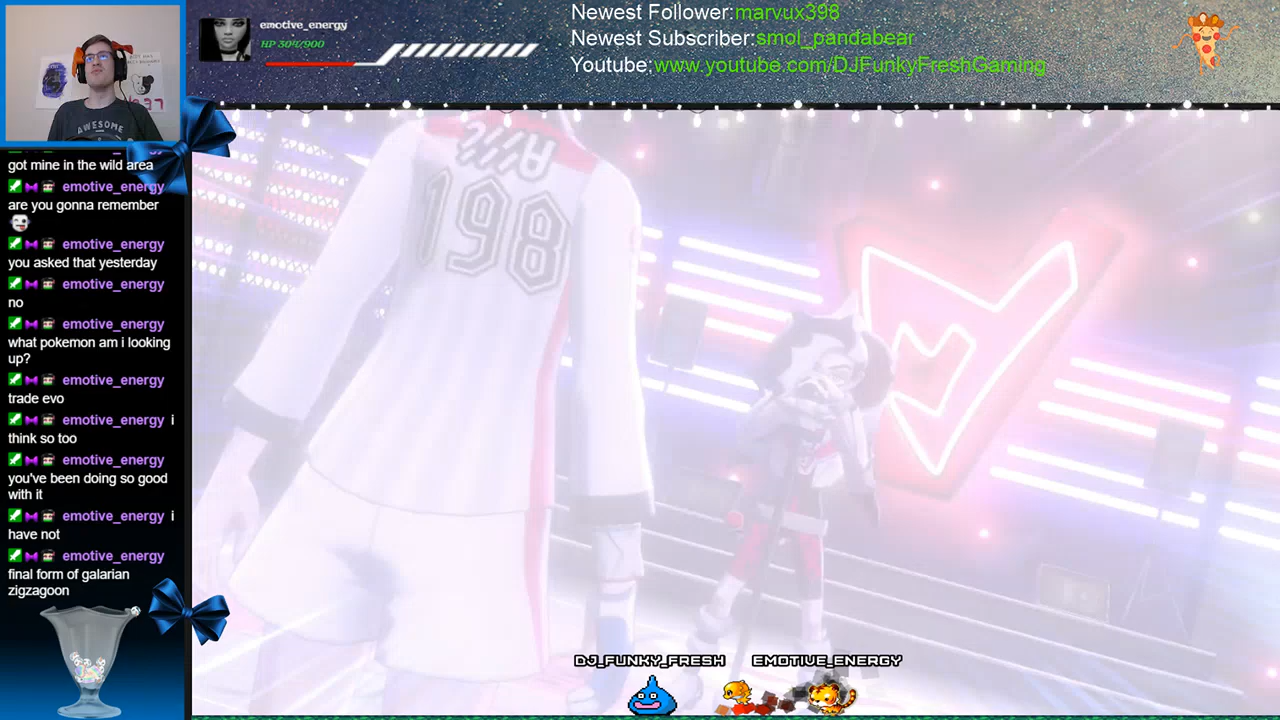 Newest Follower:marvux398
Newest Subscriber:smol_pandabear
Youtube;www.youtube.com/DJFunkyFreshGaming
emotive_energy
HP 304/900
AWESOME
198
got mine in the wild area
emotive_energy
are you gonna remember
emotive_energy
you asked that yesterday
emotive_energy
no
emotive_energy
what pokemon am i looking
up?
emotive_energy
trade evo
emotive_energy i
think so too
emotive_energy
you've been doing so good
with it
emotive_energy i
have not
emotive_energy
final form of galarian
zigzagoon
DJ_FUNKY_FRESH
EMOTIVE_ENERGY